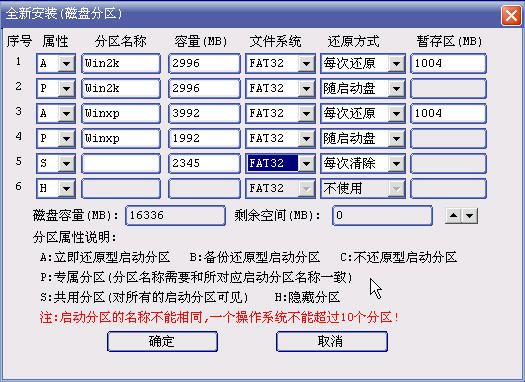 全新安装(磁盘分区)
序号 属性 分区名称 容量(MB) 文件系统 还原方式 暂存区(MB)
1 A Win2k 2996 FAT32 每次还原 1004
2 P Win2k 2996 FAT32 随启动盘
3 A Winxp 3992 FAT32 每次还原 1004
4 P Winxp 1992 FAT32 随启动盘
5 S 2345 FAT32 每次清除
6 H FAT32 不使用
磁盘容量(MB): 16336 剩余空间(MB): 0
分区属性说明:
A:立即还原型启动分区 B:备份还原型启动分区 C:不还原型启动分区
P:专属分区(分区名称需要和所对应启动分区名称一致)
S:共用分区(对所有的启动分区可见) H:隐藏分区
注:启动分区的名称不能相同,一个操作系统不能超过10个分区!
确定 取消